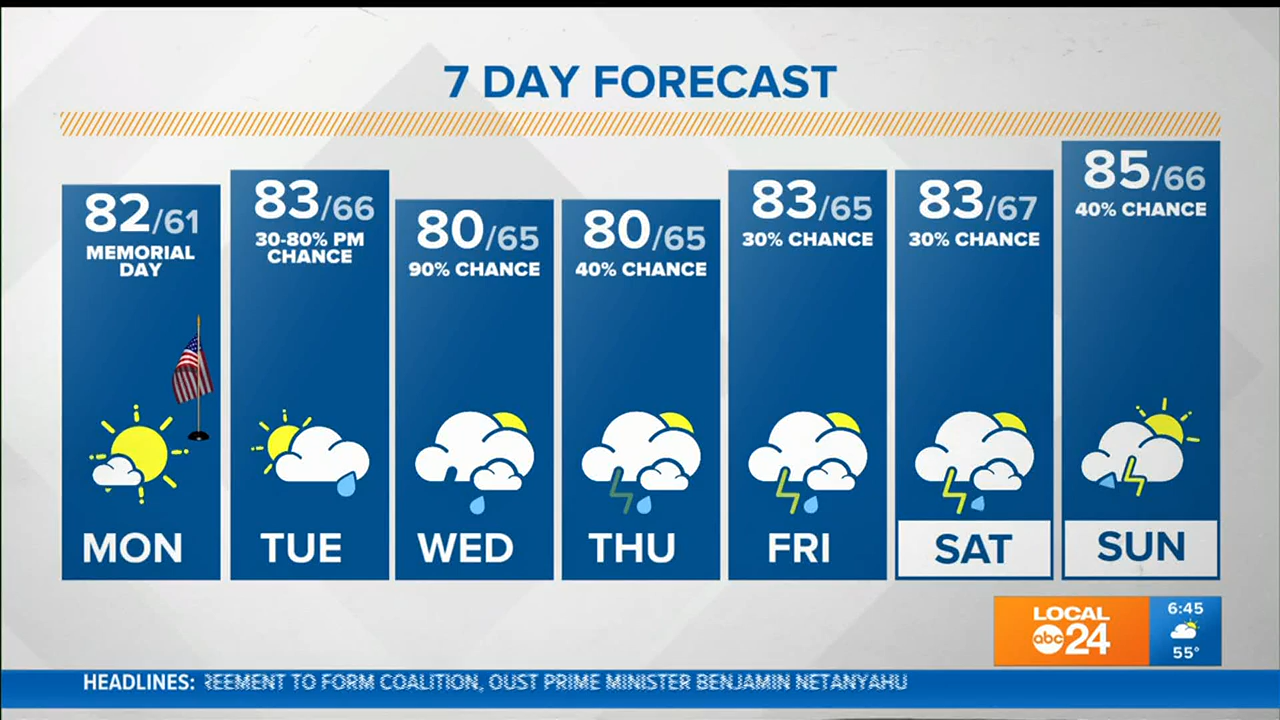 7 DAY FORECAST
82/61
MEMORIAL
DAY
MON
83/66
30-80% PM
CHANCE
TUE
80/65
90% CHANCE
WED
80/65
40% CHANCE
THU
83/65
30% CHANCE
FRI
83/67
30% CHANCE
SAT
85/66
40% CHANCE
SUN
LOCAL
abc 24
6:45
55°
HEADLINES: REEMENT TO FORM COALITION, OUST PRIME MINISTER BENJAMIN NETANYAHU